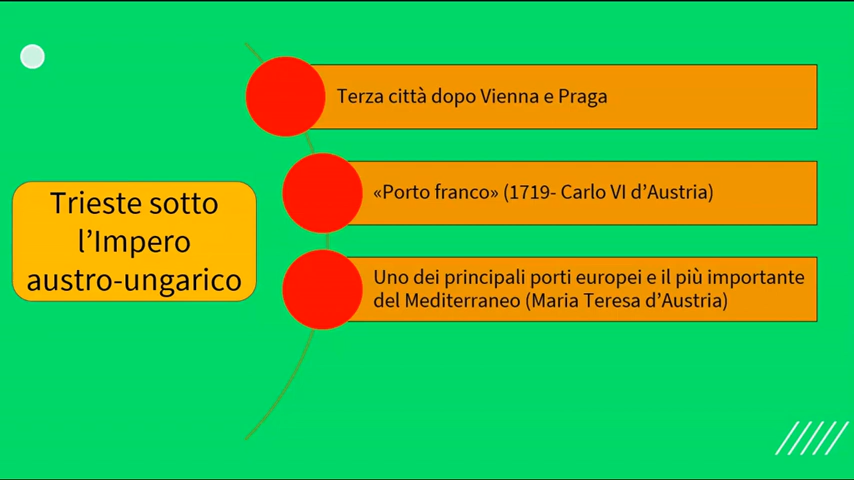 Trieste sotto
l’Impero
austro-ungarico
Terza città dopo Vienna e Praga
«Porto franco» (1719- Carlo VI d’Austria)
Uno dei principali porti europei e il più importante
del Mediterraneo (Maria Teresa d’Austria)